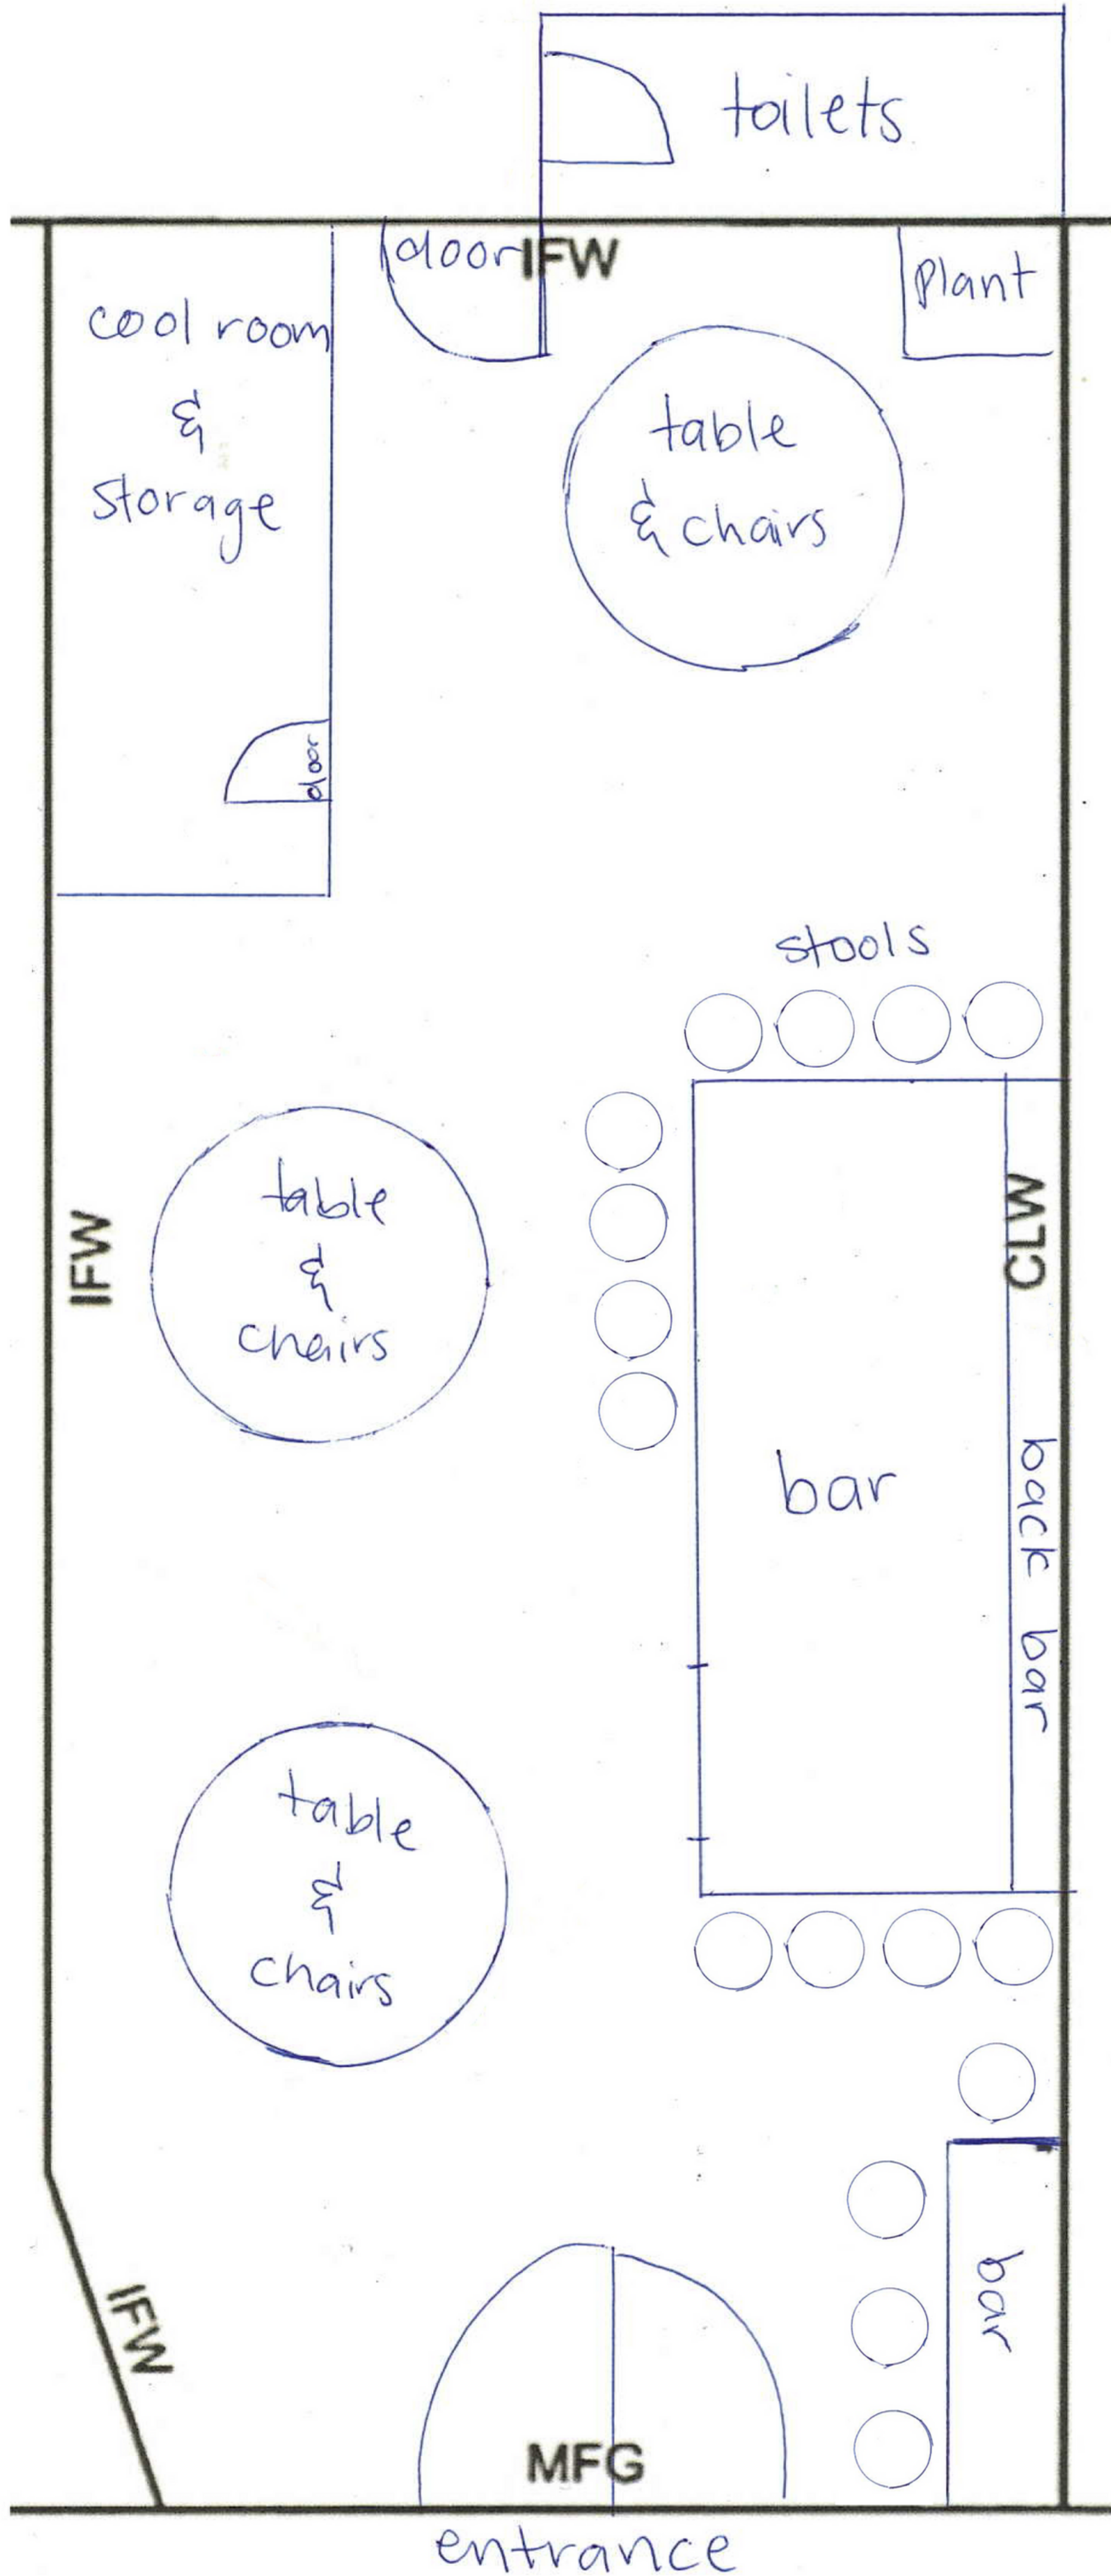 toilets
door
IFW
Plant
cool room
&
storage
table
& chairs
door
stools
table
&
chairs
IFW
CLW
bar
back bar
table
&
chairs
IFW
bar
MFG
entrance